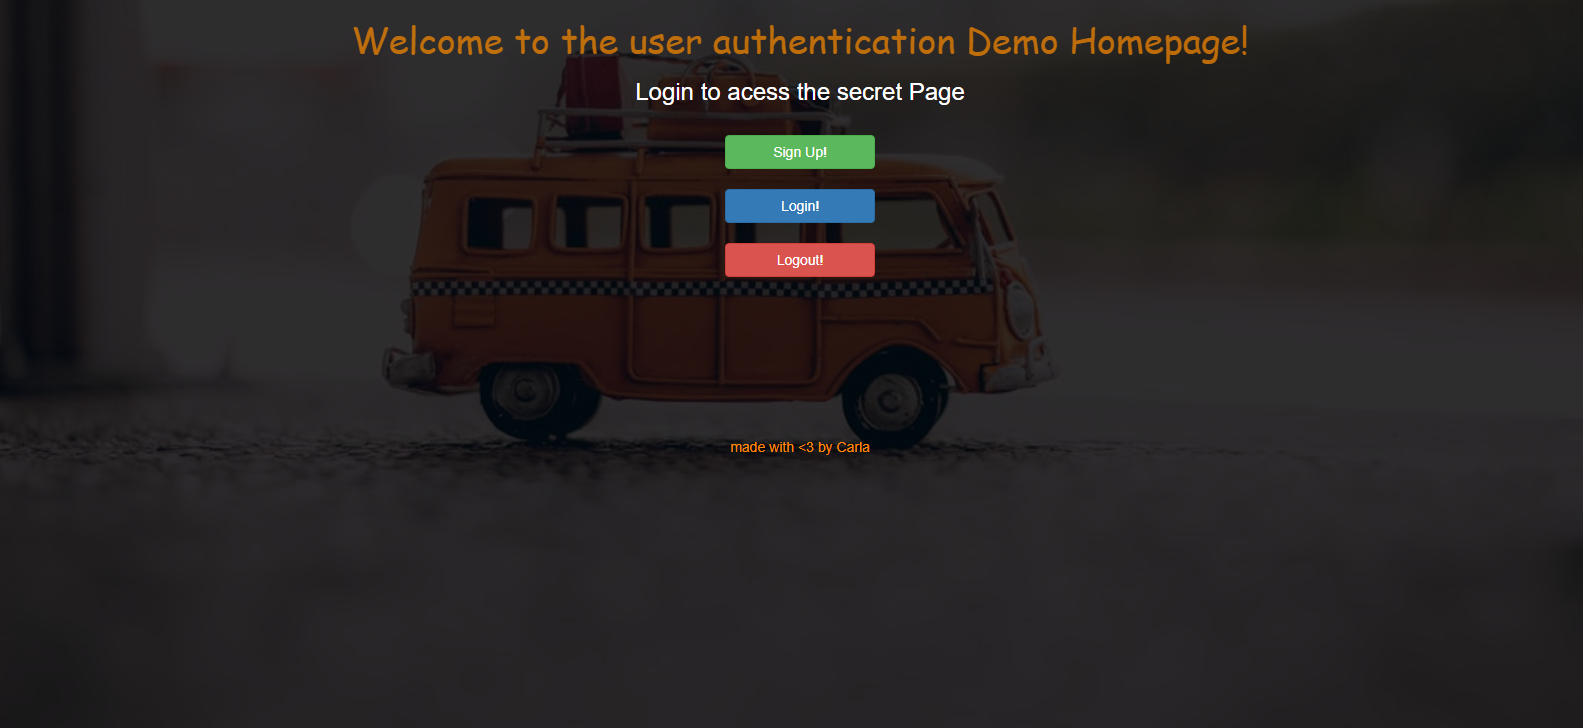 Welcome to the user authentication Demo Homepage!
Login to acess the secret Page
Sign Up!
Login!
Logout!
made with <3 by Carla